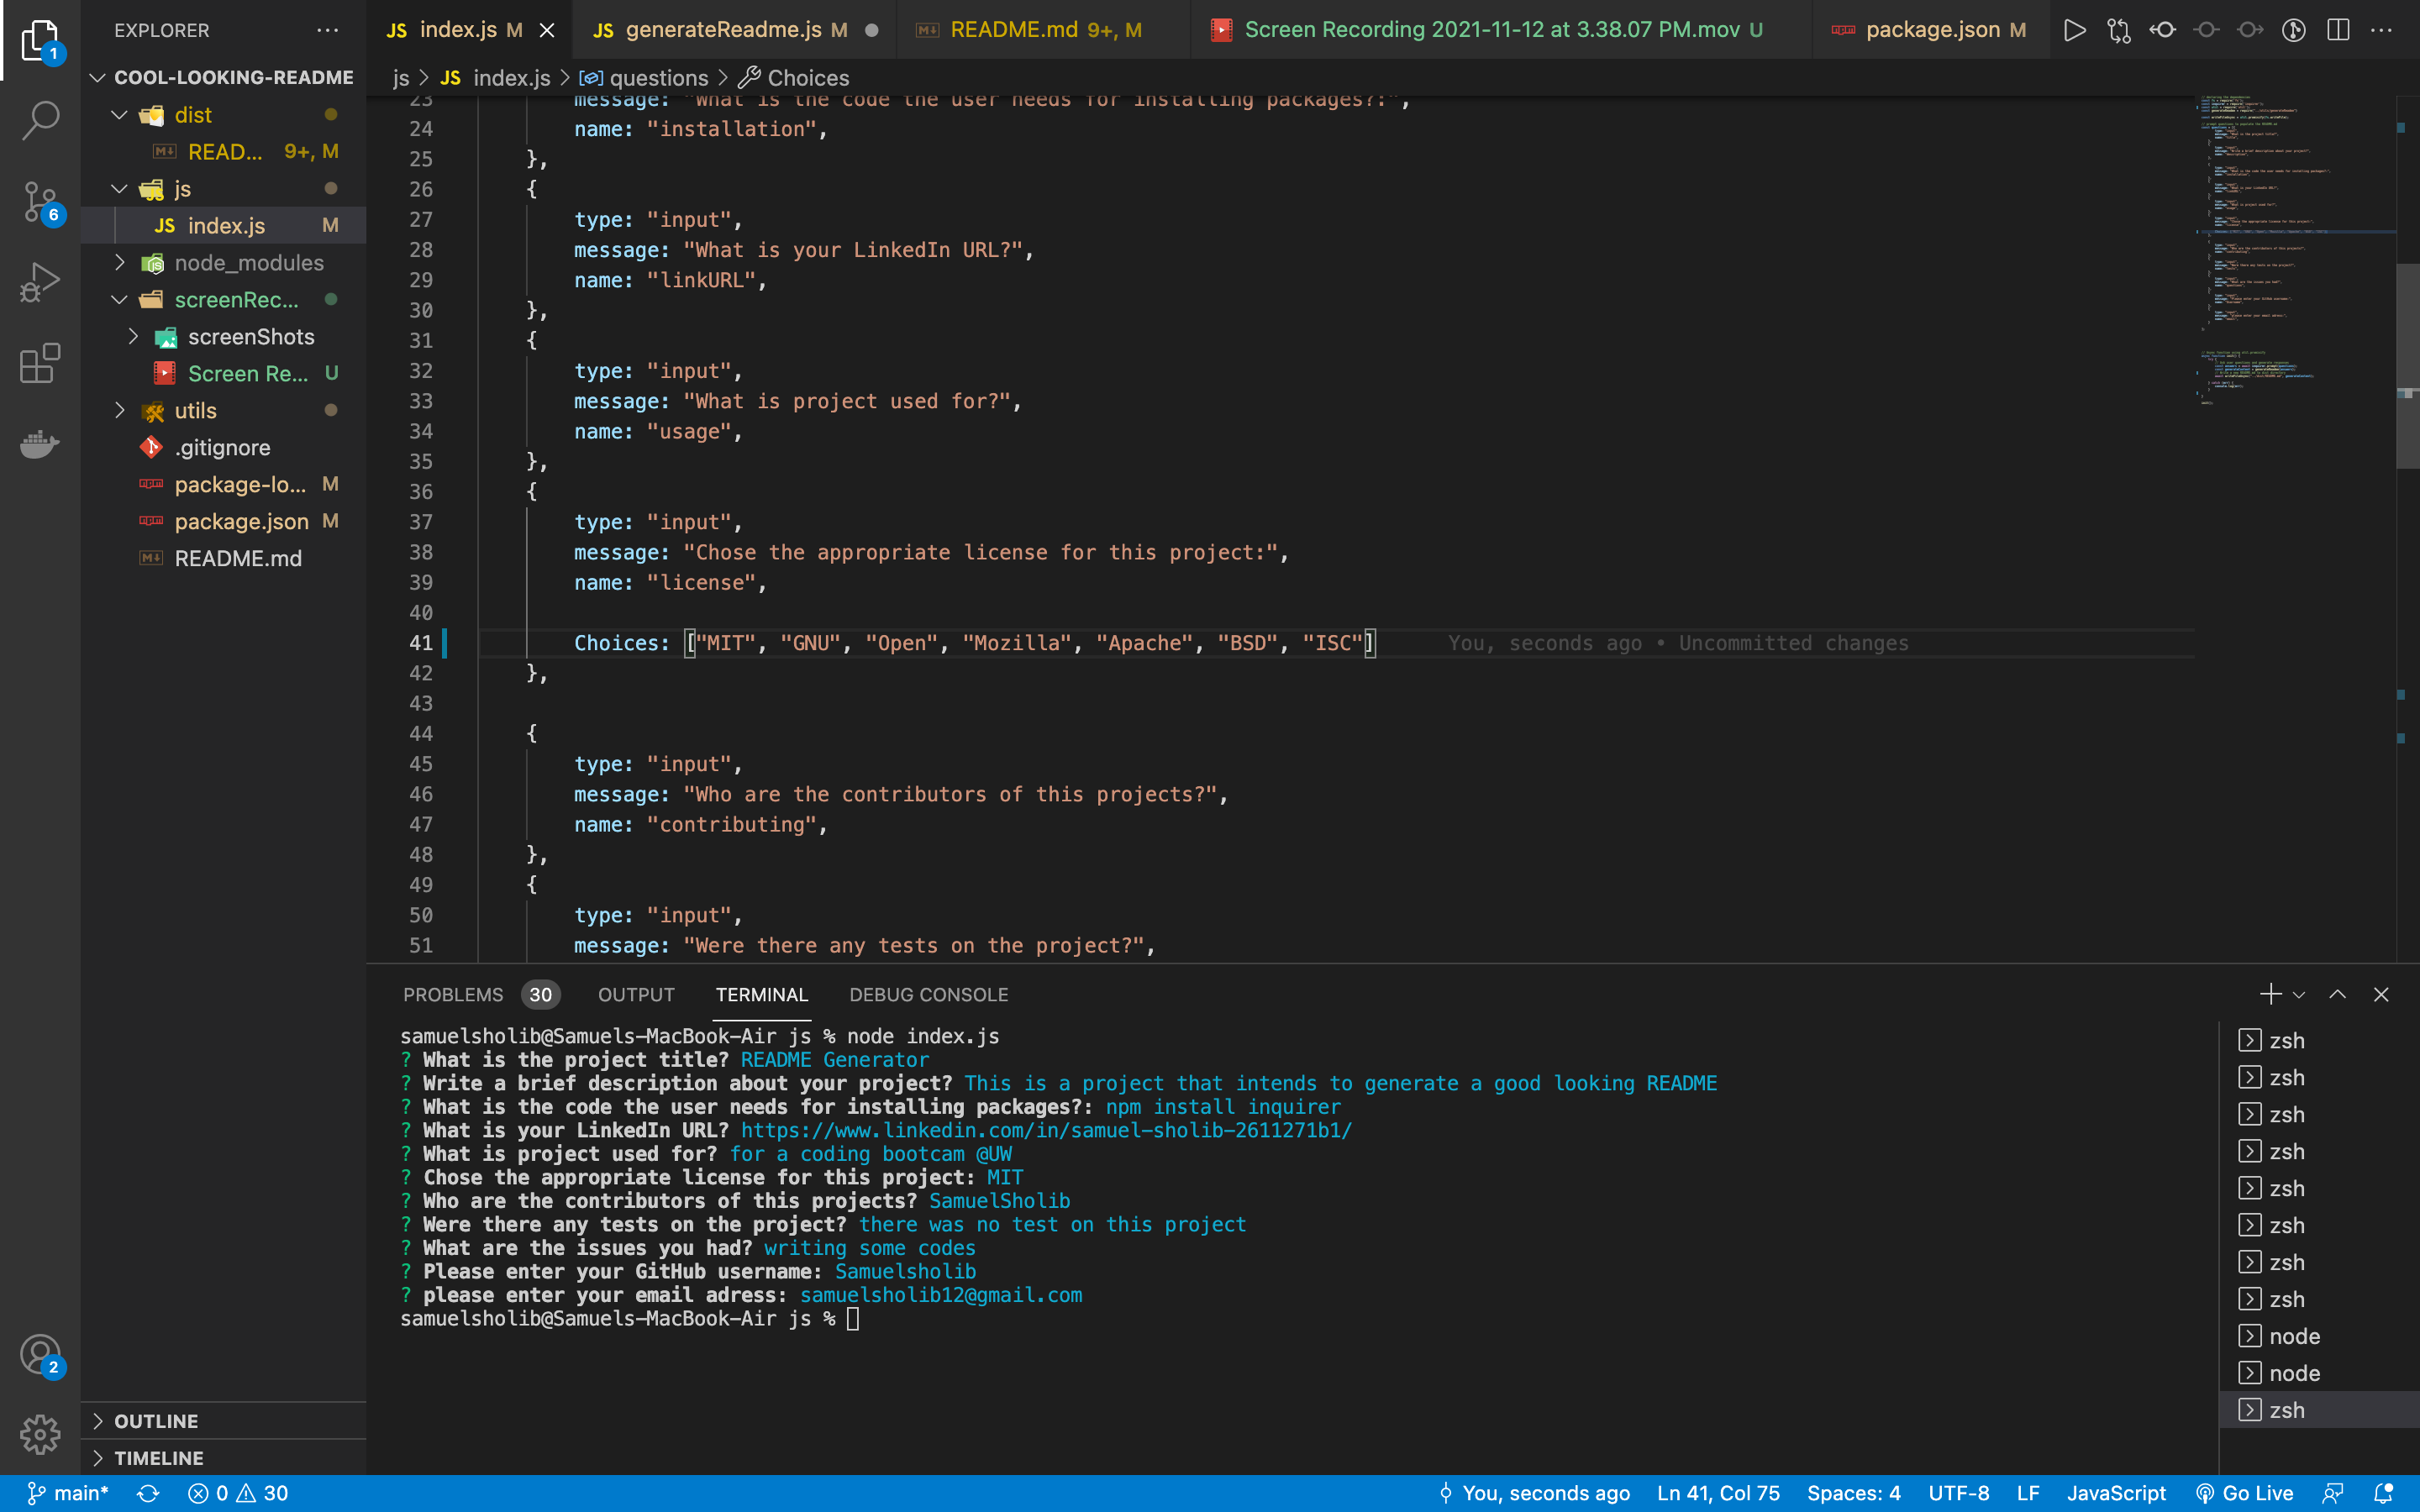 EXPLORER
index.js M
generateReadme.js M
README.md 9+, M
Screen Recording 2021-11-12 at 3.38.07 PM.mov U
package.json M
js > JS index.js > questions > Choices
1
6
2
COOL-LOOKING-README
dist
READ... 9+, M
js
JS index.js M
node_modules
screenRec...
screenShots
Screen Re... U
utils
.gitignore
package-lo... M
package.json M
README.md
OUTLINE
TIMELINE
23 message: "What is the code the user needs for installing packages?:",
24 name: "installation",
25 },
26 {
27 type: "input",
28 message: "What is your LinkedIn URL?",
29 name: "linkURL",
30 },
31 {
32 type: "input",
33 message: "What is project used for?",
34 name: "usage",
35 },
36 {
37 type: "input",
38 message: "Chose the appropriate license for this project:",
39 name: "license",
40
41 Choices: ["MIT", "GNU", "Open", "Mozilla", "Apache", "BSD", "ISC"] You, seconds ago • Uncommitted changes
42 },
43
44 {
45 type: "input",
46 message: "Who are the contributors of this projects?",
47 name: "contributing",
48 },
49 {
50 type: "input",
51 message: "Were there any tests on the project?",
PROBLEMS 30 OUTPUT TERMINAL DEBUG CONSOLE
samuelsholib@Samuels-MacBook-Air js % node index.js
? What is the project title? README Generator
? Write a brief description about your project? This is a project that intends to generate a good looking README
? What is the code the user needs for installing packages?: npm install inquirer
? What is your LinkedIn URL? https://www.linkedin.com/in/samuel-sholib-2611271b1/
? What is project used for? for a coding bootcam @UW
? Chose the appropriate license for this project: MIT
? Who are the contributors of this projects? SamuelSholib
? Were there any tests on the project? there was no test on this project
? What are the issues you had? writing some codes
? Please enter your GitHub username: Samuelsholib
? please enter your email adress: samuelsholib12@gmail.com
samuelsholib@Samuels-MacBook-Air js %
zsh
zsh
zsh
zsh
zsh
zsh
zsh
zsh
node
node
zsh
main* 0 30 You, seconds ago Ln 41, Col 75 Spaces: 4 UTF-8 LF JavaScript Go Live